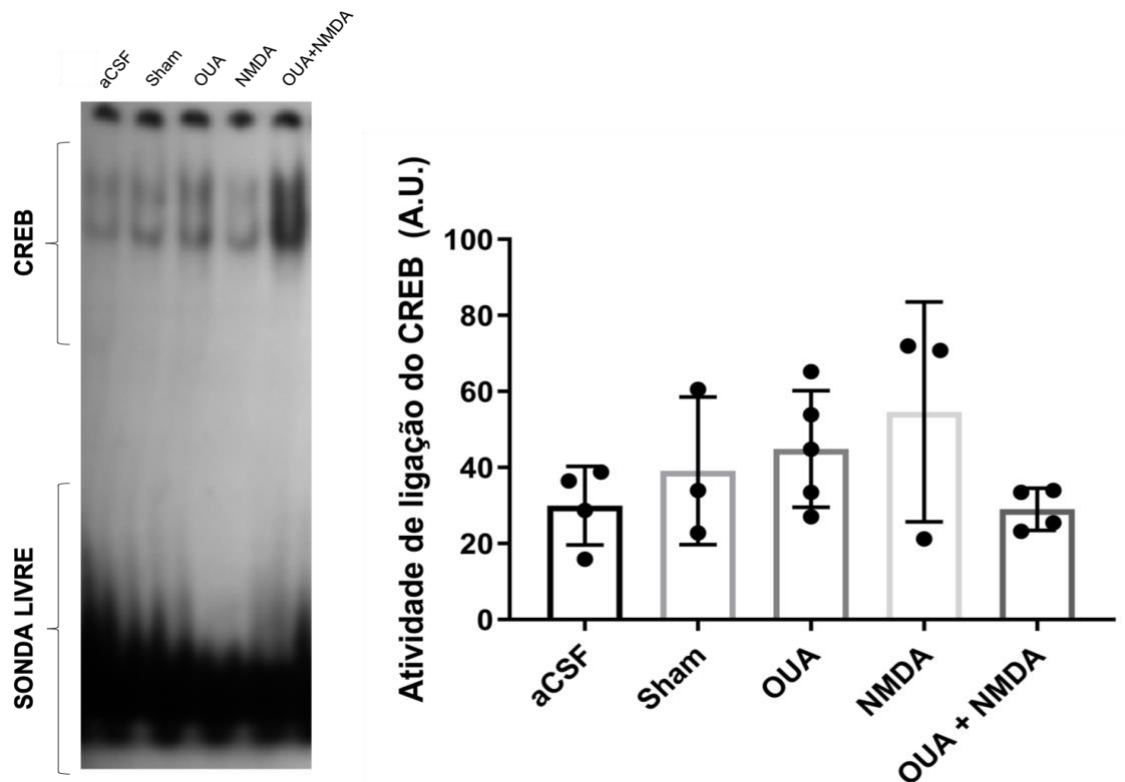 aCSF
Sham
OUA
NMDA
OUA+NMDA
CREB
SONDA LIVRE
Atividade de ligação do CREB (A.U.)
100
80
60
40
20
0
aCSF
Sham
OUA
NMDA
OUA + NMDA